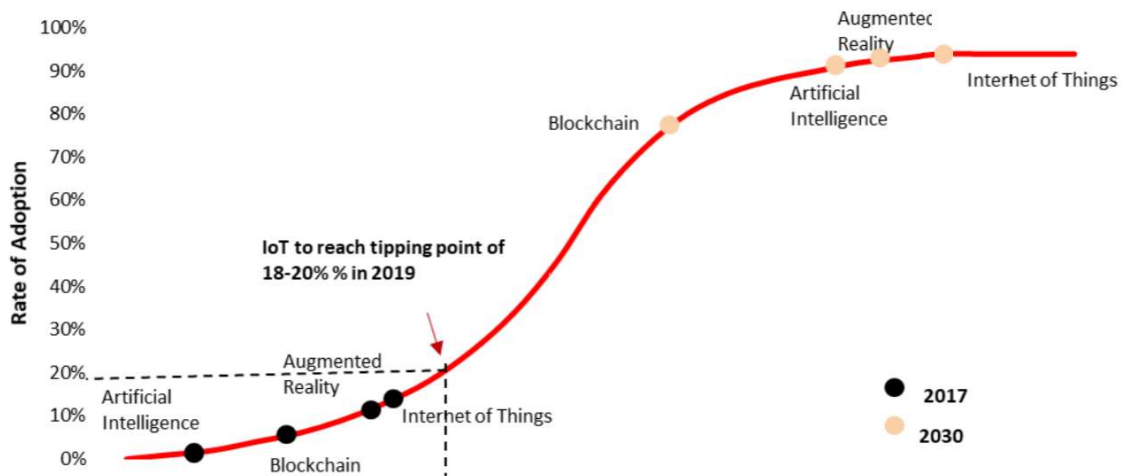 Rate of Adoption
100%
90%
80%
70%
60%
50%
40%
30%
20%
10%
0%
Augmented
Reality
Internet of Things
Artificial
Intelligence
Blockchain
IoT to reach tipping point of
18-20% % in 2019
Augmented
Reality
Artificial
Intelligence
Internet of Things
Blockchain
2017
2030